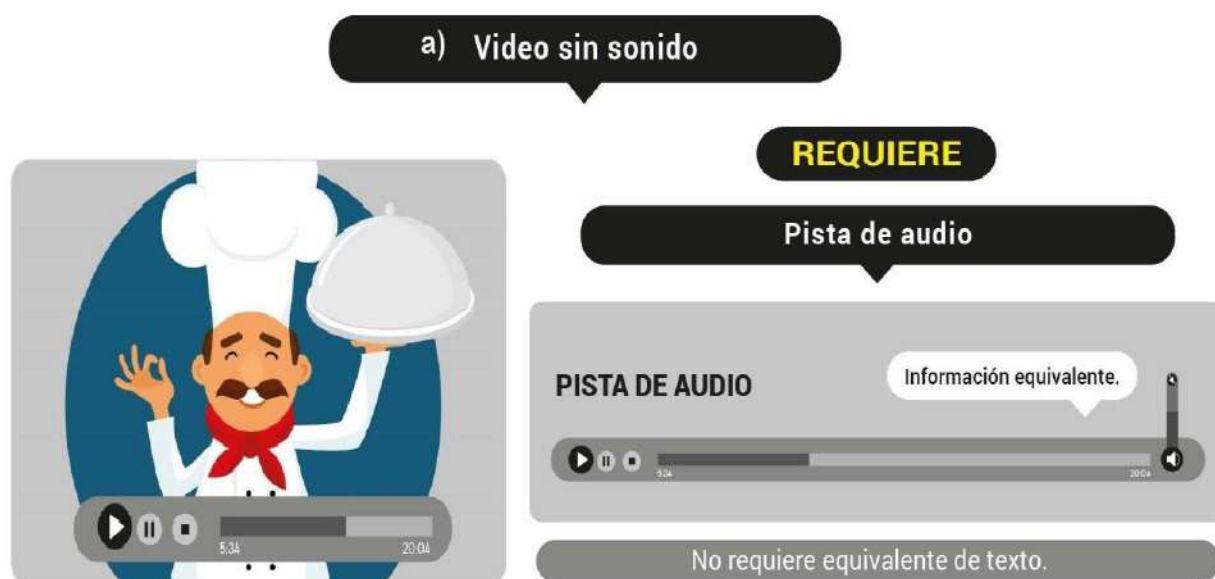 a) Video sin sonido
REQUIERE
Pista de audio
PISTA DE AUDIO
Información equivalente.
5:34
20:04
5:34
20:04
No requiere equivalente de texto.